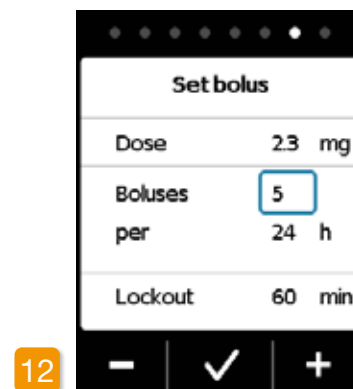 Set bolus
Dose 2.3 mg
Boluses 5
per 24 h
Lockout 60 min
12